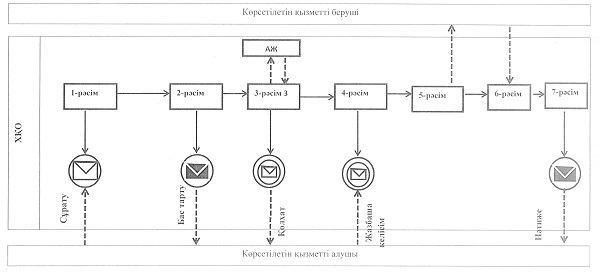 Көрсетілетін қызметті беруші
АЖ
1-рәсім
2-рәсім
3-рәсім 3
4-рәсім
5-рәсім
6-рәсім
7-рәсім
ХҚО
Сұрату
Бас тарту
Қолхат
Жазбаша
келісім
Нәтиже
Көрсетілетін қызметті алушы